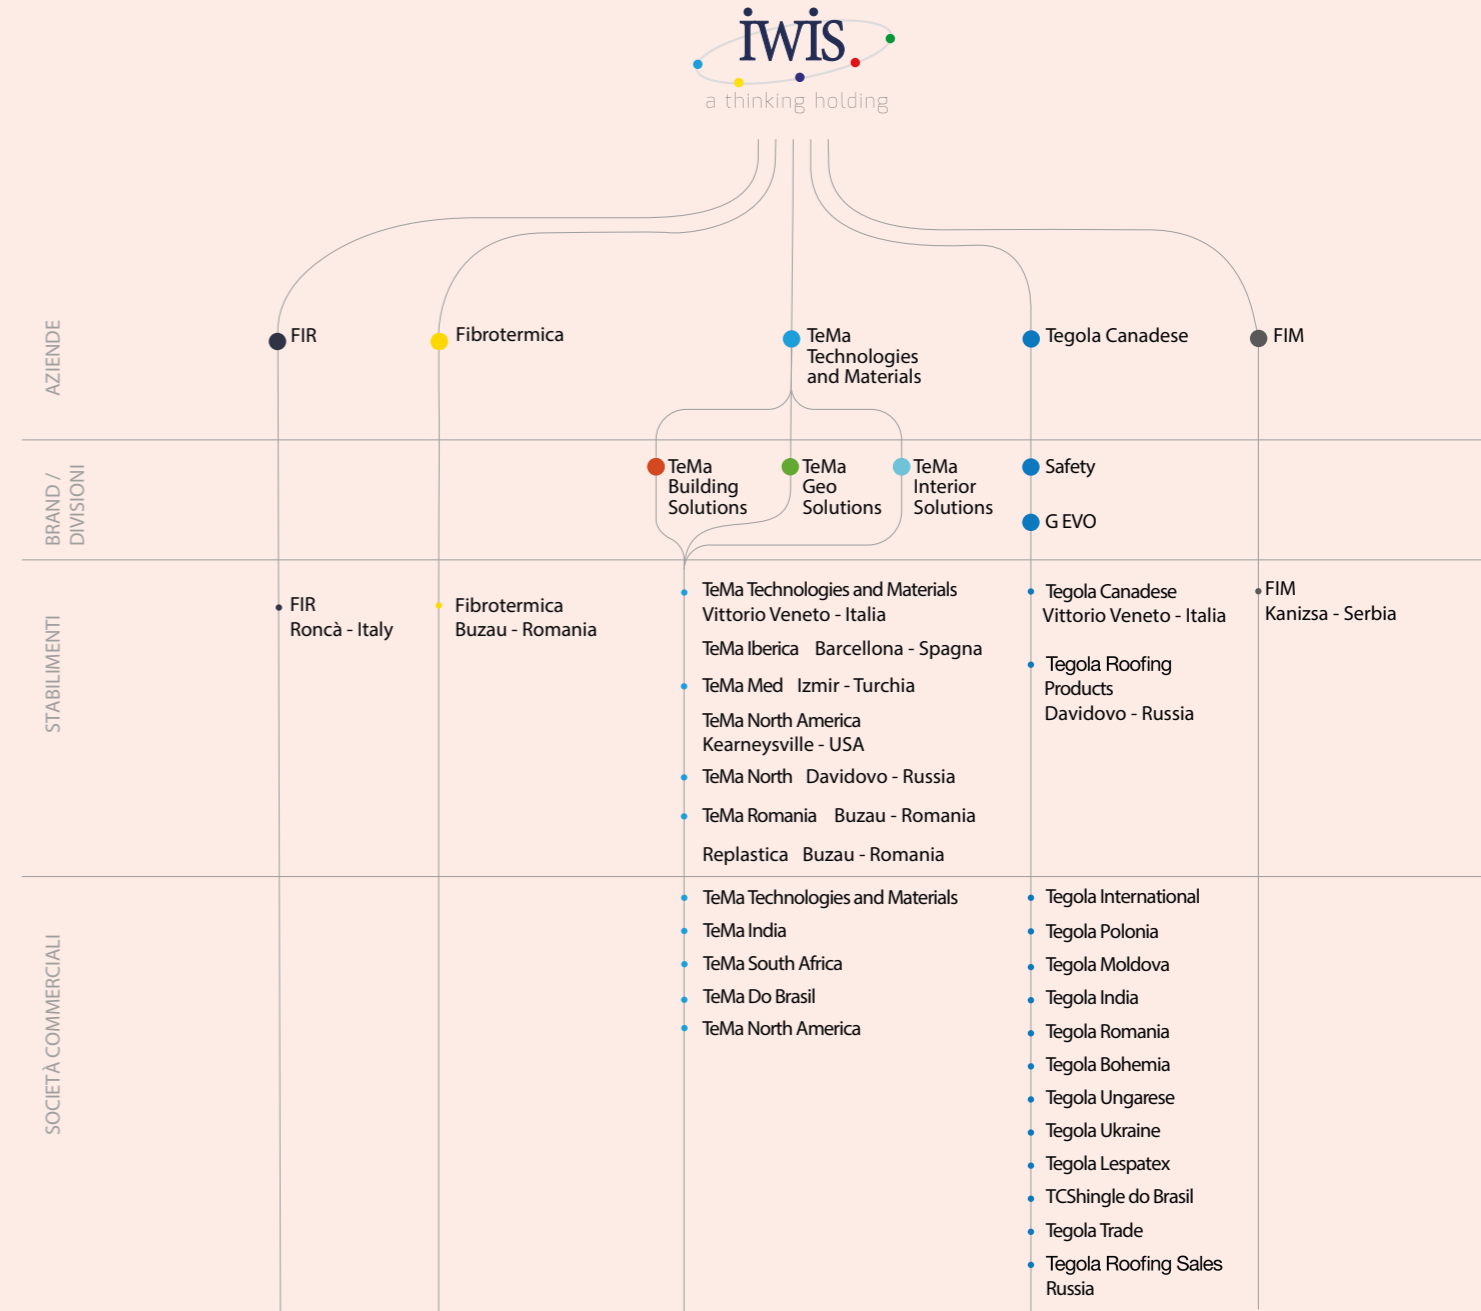 iwis
a thinking holding
AZIENDE
FIR
Fibrotermica
TeMa
Technologies
and Materials
Tegola Canadese
FIM
BRAND /
DIVISIONI
TeMa
Building
Solutions
TeMa
Geo
Solutions
TeMa
Interior
Solutions
Safety
G EVO
STABILIMENTI
FIR
Roncà - Italy
Fibrotermica
Buzau - Romania
TeMa Technologies and Materials
Vittorio Veneto - Italia
TeMa Iberica Barcellona - Spagna
TeMa Med Izmir - Turchia
TeMa North America
Kearneysville - USA
TeMa North Davidovo - Russia
TeMa Romania Buzau - Romania
Replastica Buzau - Romania
Tegola Canadese
Vittorio Veneto - Italia
Tegola Roofing
Products
Davidovo - Russia
FIM
Kanizsa - Serbia
SOCIETÀ COMMERCIALI
TeMa Technologies and Materials
TeMa India
TeMa South Africa
TeMa Do Brasil
TeMa North America
Tegola International
Tegola Polonia
Tegola Moldova
Tegola India
Tegola Romania
Tegola Bohemia
Tegola Ungarese
Tegola Ukraine
Tegola Lespatex
TCShingle do Brasil
Tegola Trade
Tegola Roofing Sales
Russia